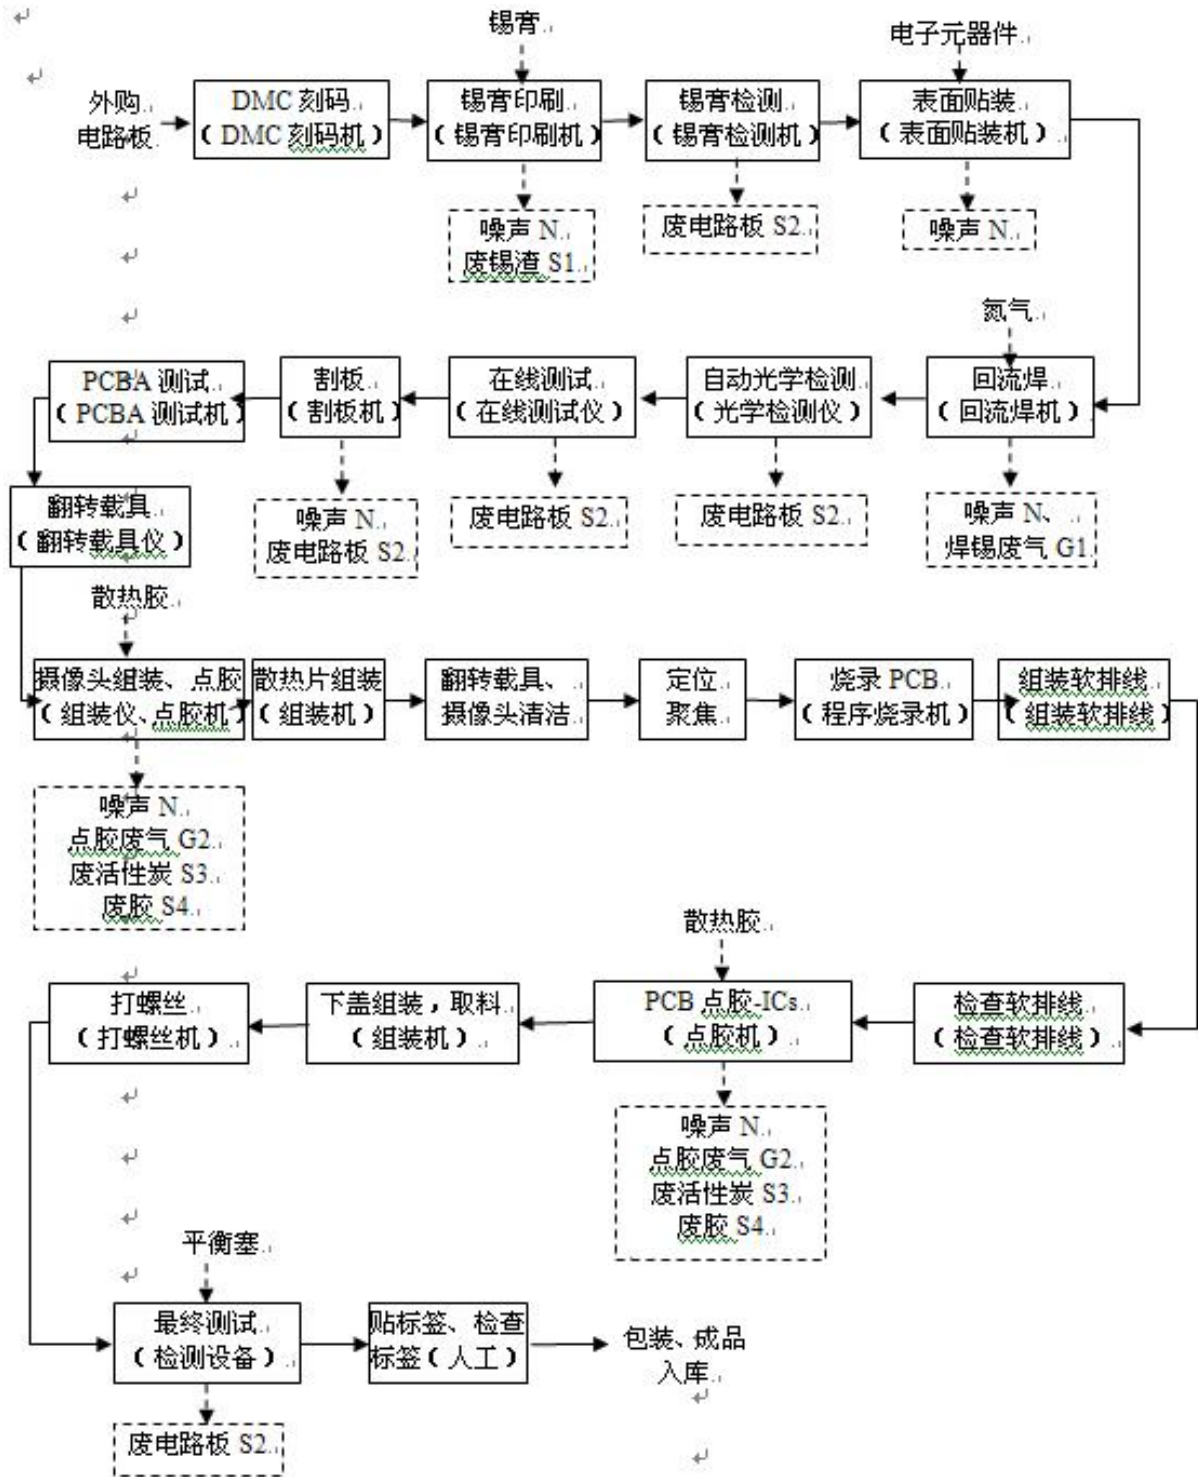 锡膏
电子元器件
外购
电路板
DMC 刻码
（DMC 刻码机）
锡膏印刷
（锡膏印刷机）
锡膏检测
（锡膏检测机）
表面贴装
（表面贴装机）
噪声 N
废锡渣 S1
废电路板 S2
噪声 N
氮气
PCBA 测试
（PCBA 测试机）
割板
（割板机）
在线测试
（在线测试仪）
自动光学检测
（光学检测仪）
回流焊
（回流焊机）
翻转载具
（翻转载具仪）
噪声 N
废电路板 S2
废电路板 S2
废电路板 S2
噪声 N、
焊锡废气 G1
散热胶
摄像头组装、点胶
（组装仪、点胶机）
散热片组装
（组装机）
翻转载具、
摄像头清洁
定位
聚焦
烧录 PCB
（程序烧录机）
组装软排线
（组装软排线）
噪声 N
点胶废气 G2
废活性炭 S3
废胶 S4
散热胶
打螺丝
（打螺丝机）
下盖组装，取料
（组装机）
PCB 点胶-ICs
（点胶机）
检查软排线
（检查软排线）
噪声 N
点胶废气 G2
废活性炭 S3
废胶 S4
平衡塞
最终测试
（检测设备）
贴标签、检查
标签（人工）
包装、成品
入库
废电路板 S2